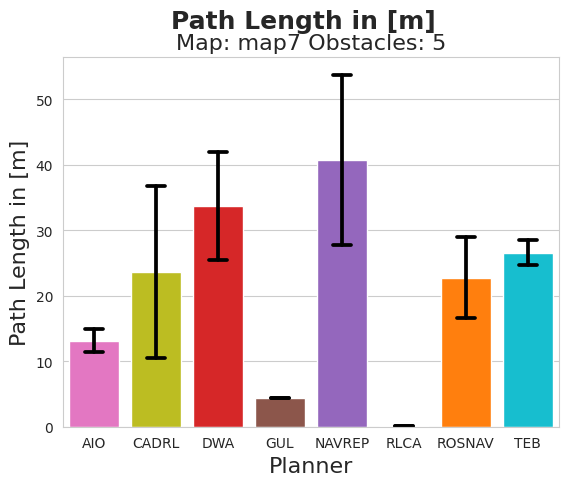 Path Length in [m]
Map: map7 Obstacles: 5
Path Length in [m]
50
40
30
20
10
0
AIO CADRL DWA GUL NAVREP RLCA ROSNAV TEB
Planner